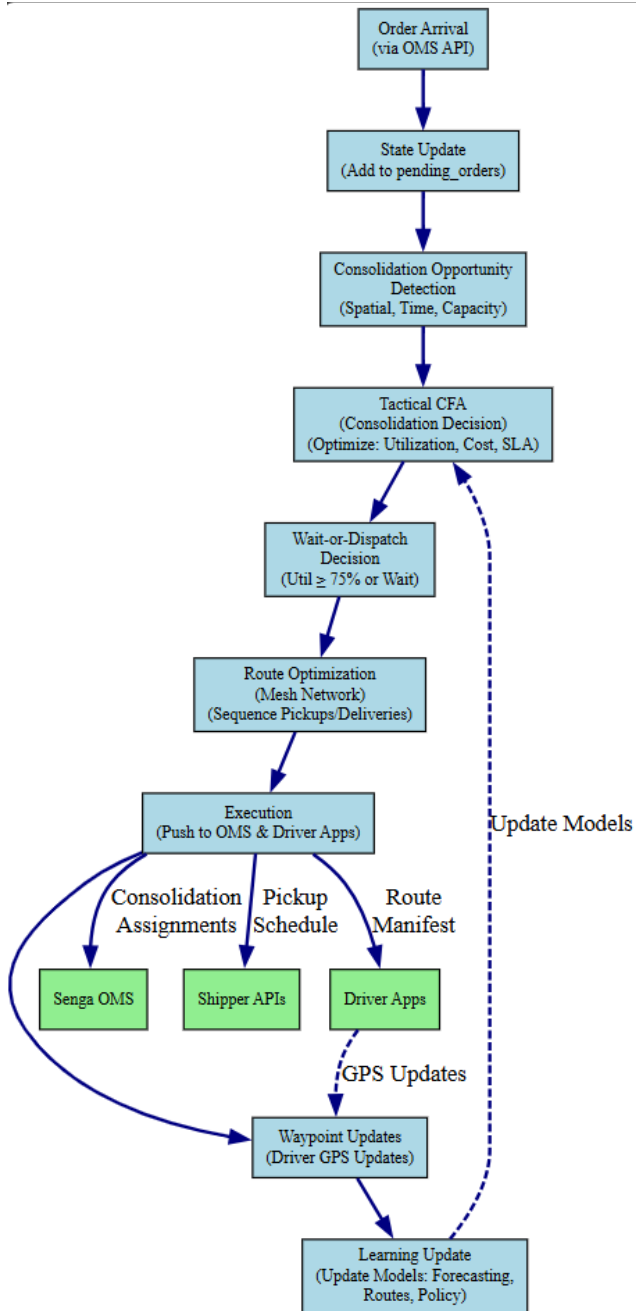 Order Arrival
(via OMS API)
State Update
(Add to pending_orders)
Consolidation Opportunity
Detection
(Spatial, Time, Capacity)
Tactical CFA
(Consolidation Decision)
(Optimize: Utilization, Cost, SLA)
Wait-or-Dispatch
Decision
(Util ≥ 75% or Wait)
Route Optimization
(Mesh Network)
(Sequence Pickups/Deliveries)
Execution
(Push to OMS & Driver Apps)
Update Models
Consolidation
Assignments
Pickup
Schedule
Route
Manifest
Senga OMS
Shipper APIs
Driver Apps
GPS Updates
Waypoint Updates
(Driver GPS Updates)
Learning Update
(Update Models: Forecasting,
Routes, Policy)